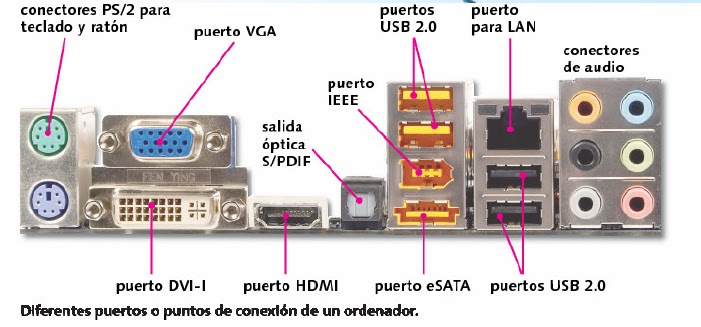 conectores PS/2 para
teclado y ratón
puerto VGA
puertos
USB 2.0
puerto
para LAN
conectores
de audio
puerto
IEEE
salida
óptica
S/PDIF
FEN YING
puerto DVI-I
puerto HDMI
puerto eSATA
puertos USB 2.0
Diferentes puertos o puntos de conexión de un ordenador.